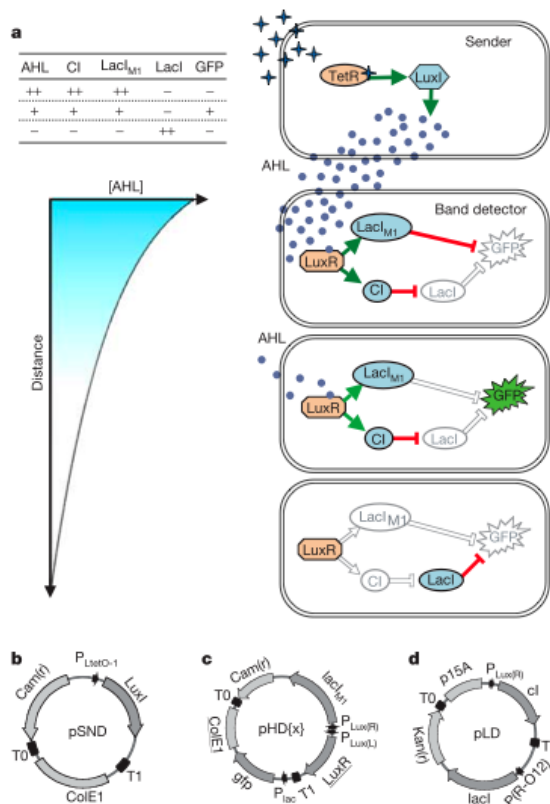 a
AHL CI LacI_M1 LacI GFP
++ ++ ++ – –
+ + + – +
– – – ++ –
[AHL]
Distance
Sender
TetR LuxI
AHL
Band detector
LacI_M1
LuxR GFP
CI LacI
AHL
LacI_M1
LuxR GFP
CI LacI
LacI_M1
LuxR GFP
CI LacI
b
P_LtetO-1
Cam(r) LuxI
pSND
T0 T1
ColE1
c
Cam(r) lacI_M1
T0
P_Lux(R)
pHD{x}
P_Lux(L)
ColE1
gfp LuxR
P_lac T1
d
p15A P_Lux(R)
T0 cI
pLD
Kan(r) T
lacI P(R-O12)